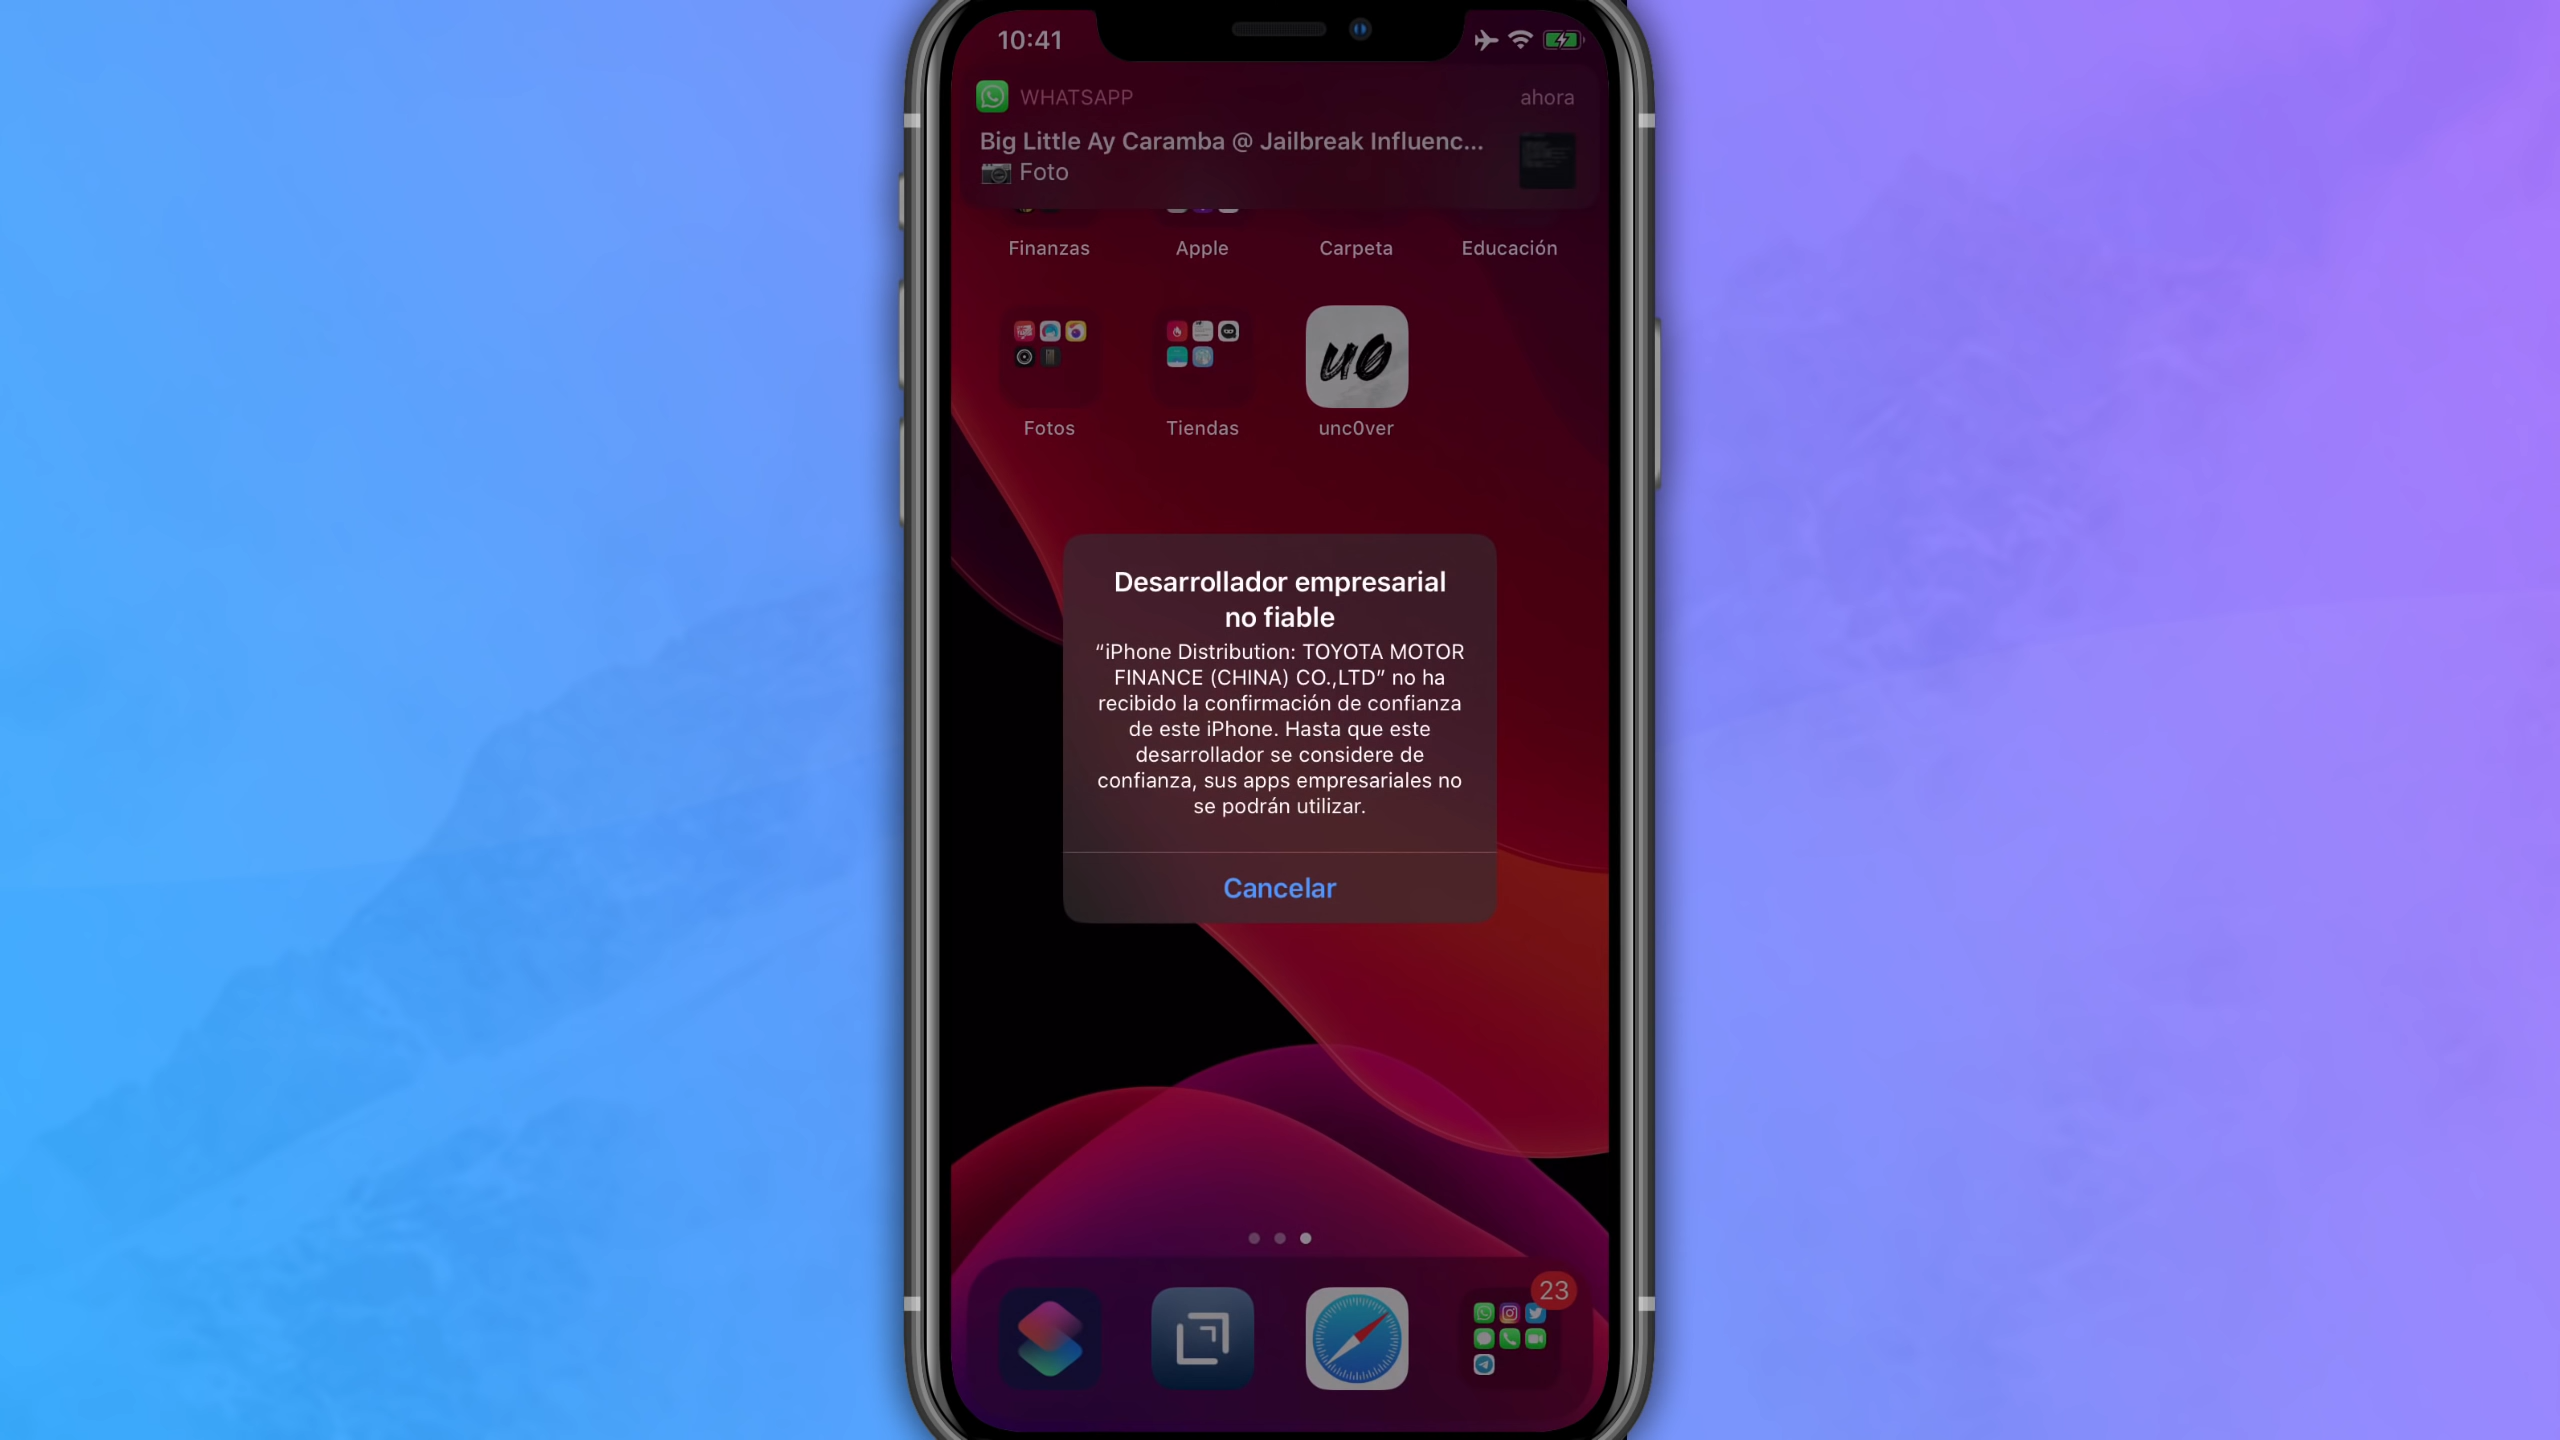 10:41
WHATSAPP
ahora
Big Little Ay Caramba @ Jailbreak Influenc...
Foto
Finanzas
Apple
Carpeta
Educación
u0
Fotos
Tiendas
unc0ver
Desarrollador empresarial
no fiable
“iPhone Distribution: TOYOTA MOTOR
FINANCE (CHINA) CO.,LTD” no ha
recibido la confirmación de confianza
de este iPhone. Hasta que este
desarrollador se considere de
confianza, sus apps empresariales no
se podrán utilizar.
Cancelar
23